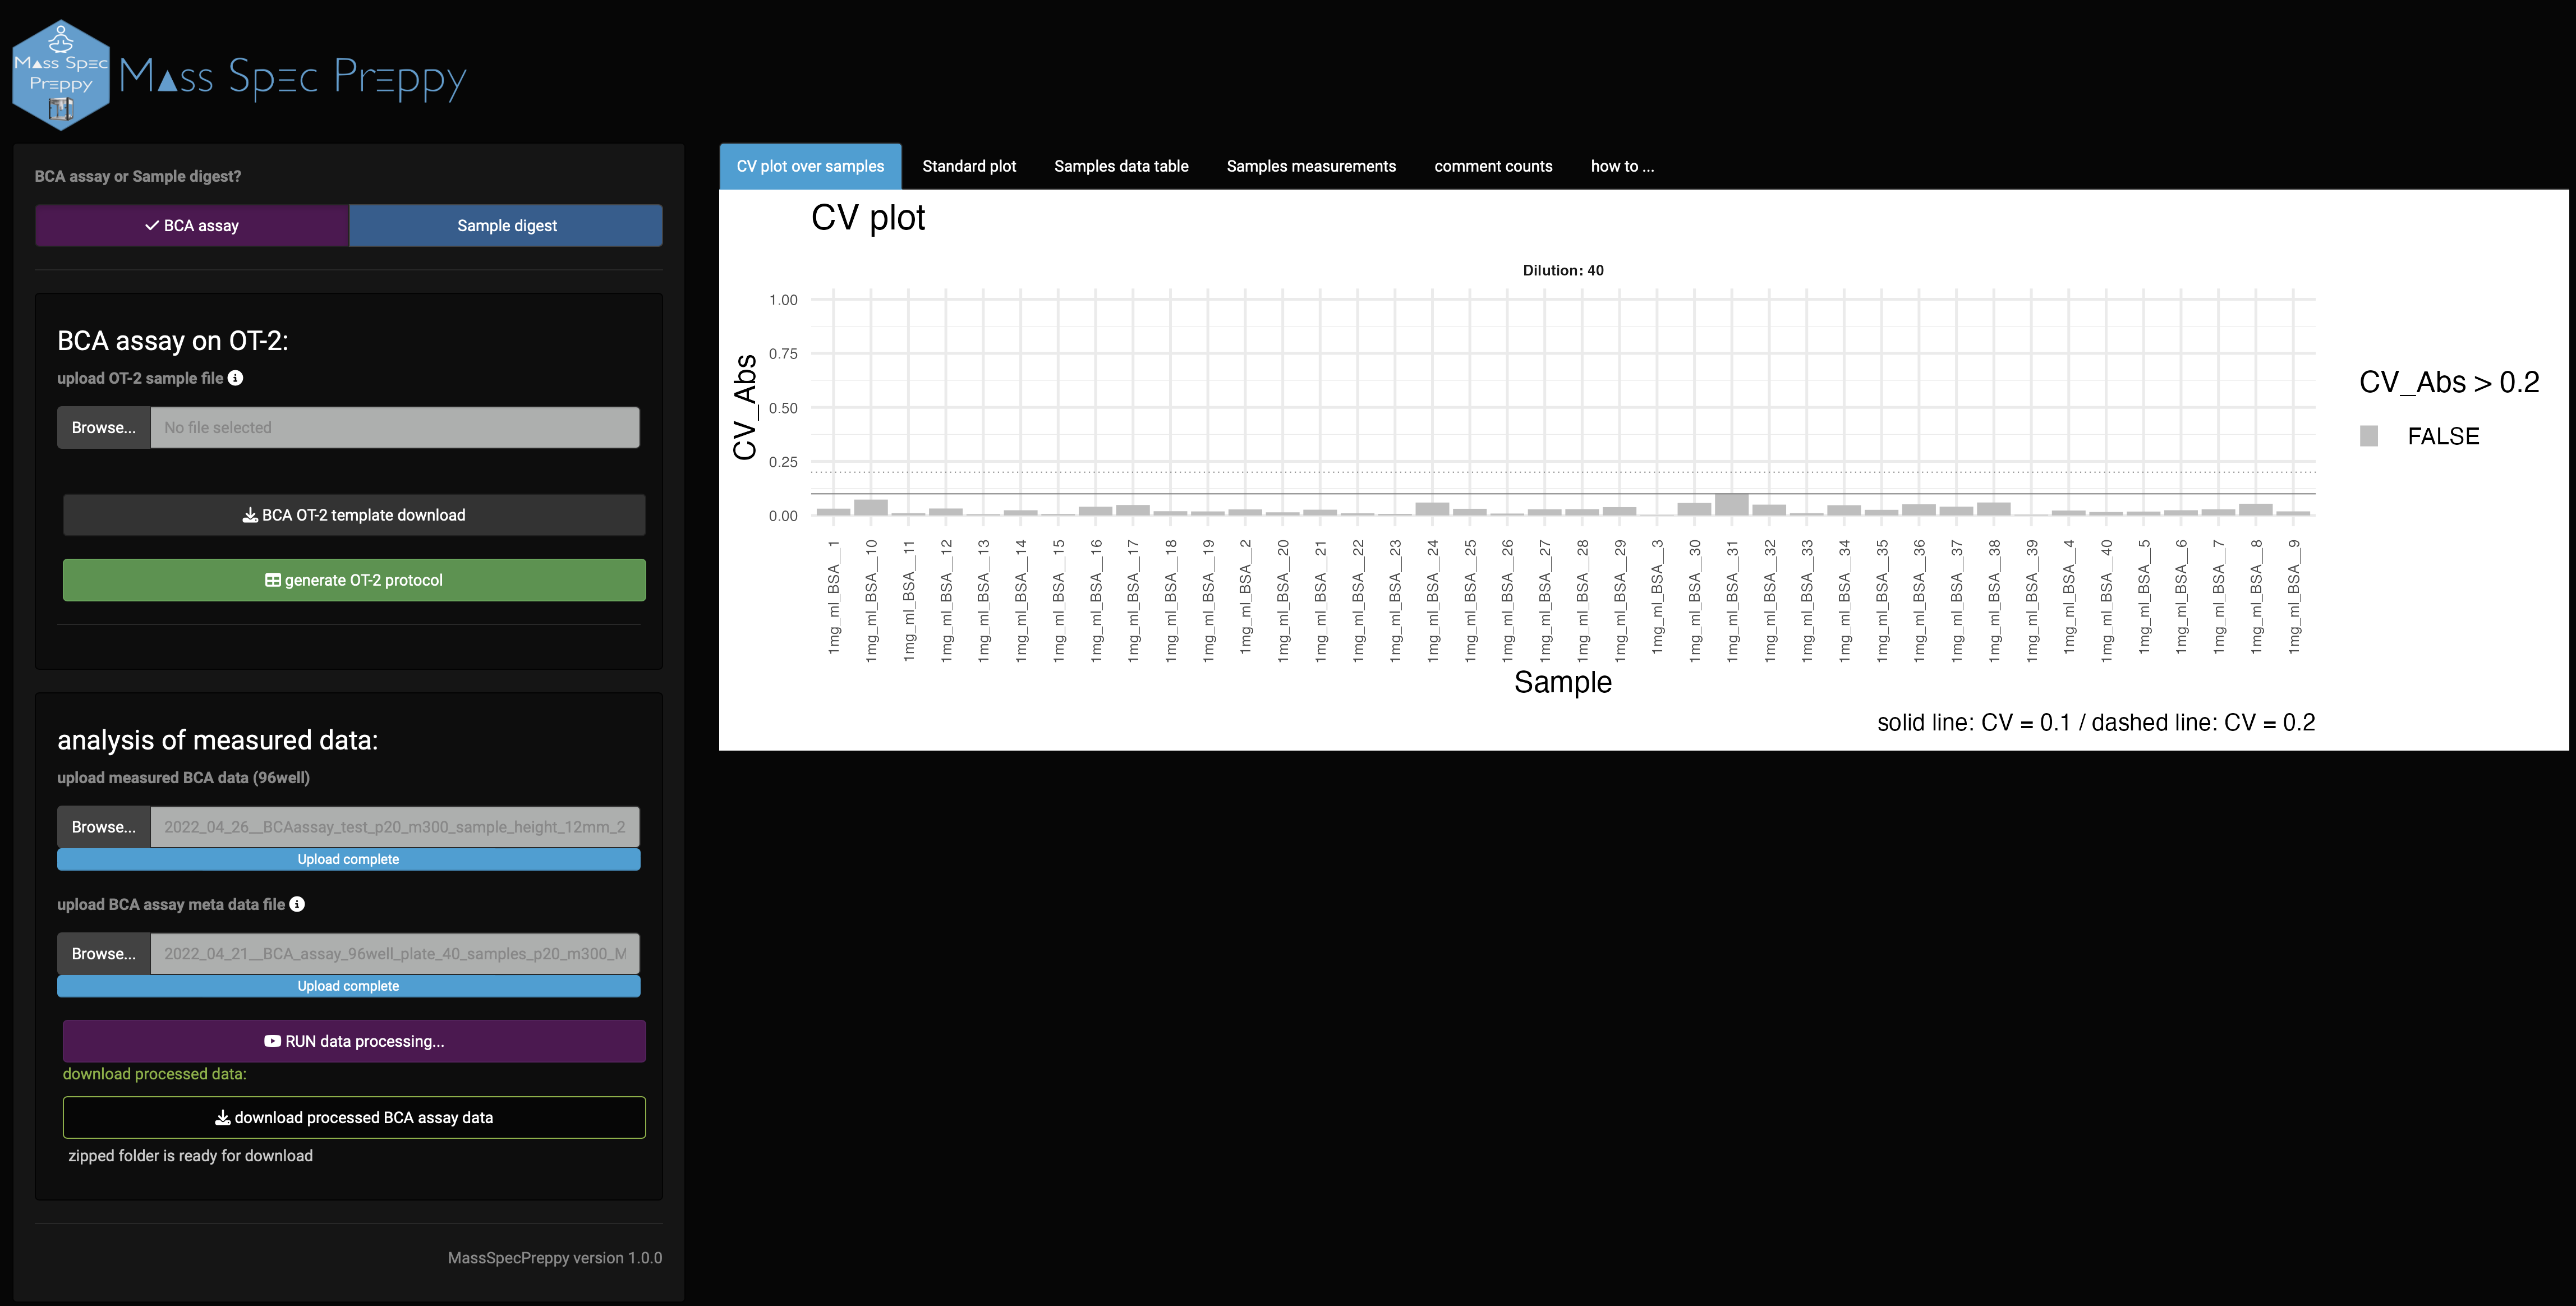 Mass Spec
Preppy
Mass Spec Preppy
BCA assay or Sample digest?
BCA assay
Sample digest
BCA assay on OT-2:
upload OT-2 sample file
Browse...
No file selected
BCA OT-2 template download
generate OT-2 protocol
analysis of measured data:
upload measured BCA data (96well)
Browse...
2022_04_26__BCAassay_test_p20_m300_sample_height_12mm_2
Upload complete
upload BCA assay meta data file
Browse...
2022_04_21__BCA_assay_96well_plate_40_samples_p20_m300_M
Upload complete
RUN data processing...
download processed data:
download processed BCA assay data
zipped folder is ready for download
MassSpecPreppy version 1.0.0
CV plot over samples
Standard plot
Samples data table
Samples measurements
comment counts
how to ...
CV plot
Dilution: 40
CV_Abs
1.00
0.75
0.50
0.25
0.00
1mg_ml_BSA__1
1mg_ml_BSA__10
1mg_ml_BSA__11
1mg_ml_BSA__12
1mg_ml_BSA__13
1mg_ml_BSA__14
1mg_ml_BSA__15
1mg_ml_BSA__16
1mg_ml_BSA__17
1mg_ml_BSA__18
1mg_ml_BSA__19
1mg_ml_BSA__2
1mg_ml_BSA__20
1mg_ml_BSA__21
1mg_ml_BSA__22
1mg_ml_BSA__23
1mg_ml_BSA__24
1mg_ml_BSA__25
1mg_ml_BSA__26
1mg_ml_BSA__27
1mg_ml_BSA__28
1mg_ml_BSA__29
1mg_ml_BSA__3
1mg_ml_BSA__30
1mg_ml_BSA__31
1mg_ml_BSA__32
1mg_ml_BSA__33
1mg_ml_BSA__34
1mg_ml_BSA__35
1mg_ml_BSA__36
1mg_ml_BSA__37
1mg_ml_BSA__38
1mg_ml_BSA__39
1mg_ml_BSA__4
1mg_ml_BSA__40
1mg_ml_BSA__5
1mg_ml_BSA__6
1mg_ml_BSA__7
1mg_ml_BSA__8
1mg_ml_BSA__9
Sample
CV_Abs > 0.2
FALSE
solid line: CV = 0.1 / dashed line: CV = 0.2